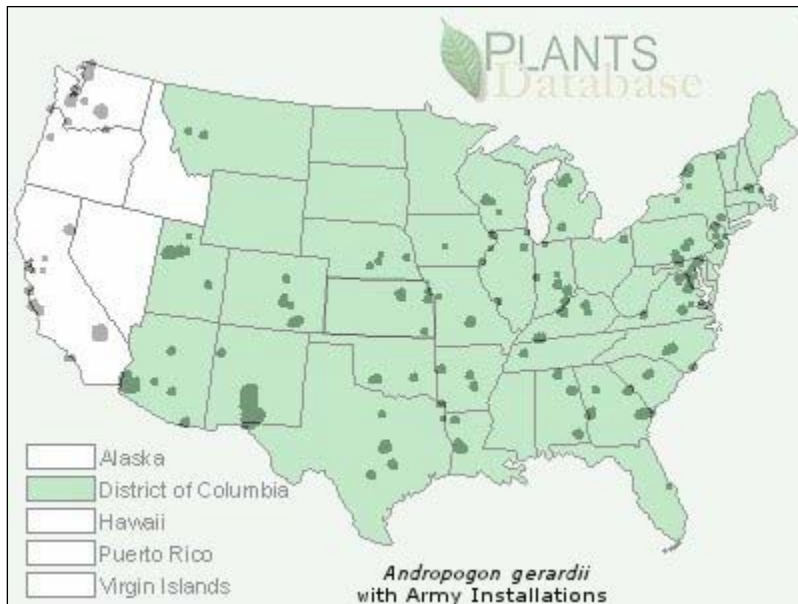 PLANTS
Database
Alaska
District of Columbia
Hawaii
Puerto Rico
Virgin Islands
Andropogon gerardii
with Army Installations